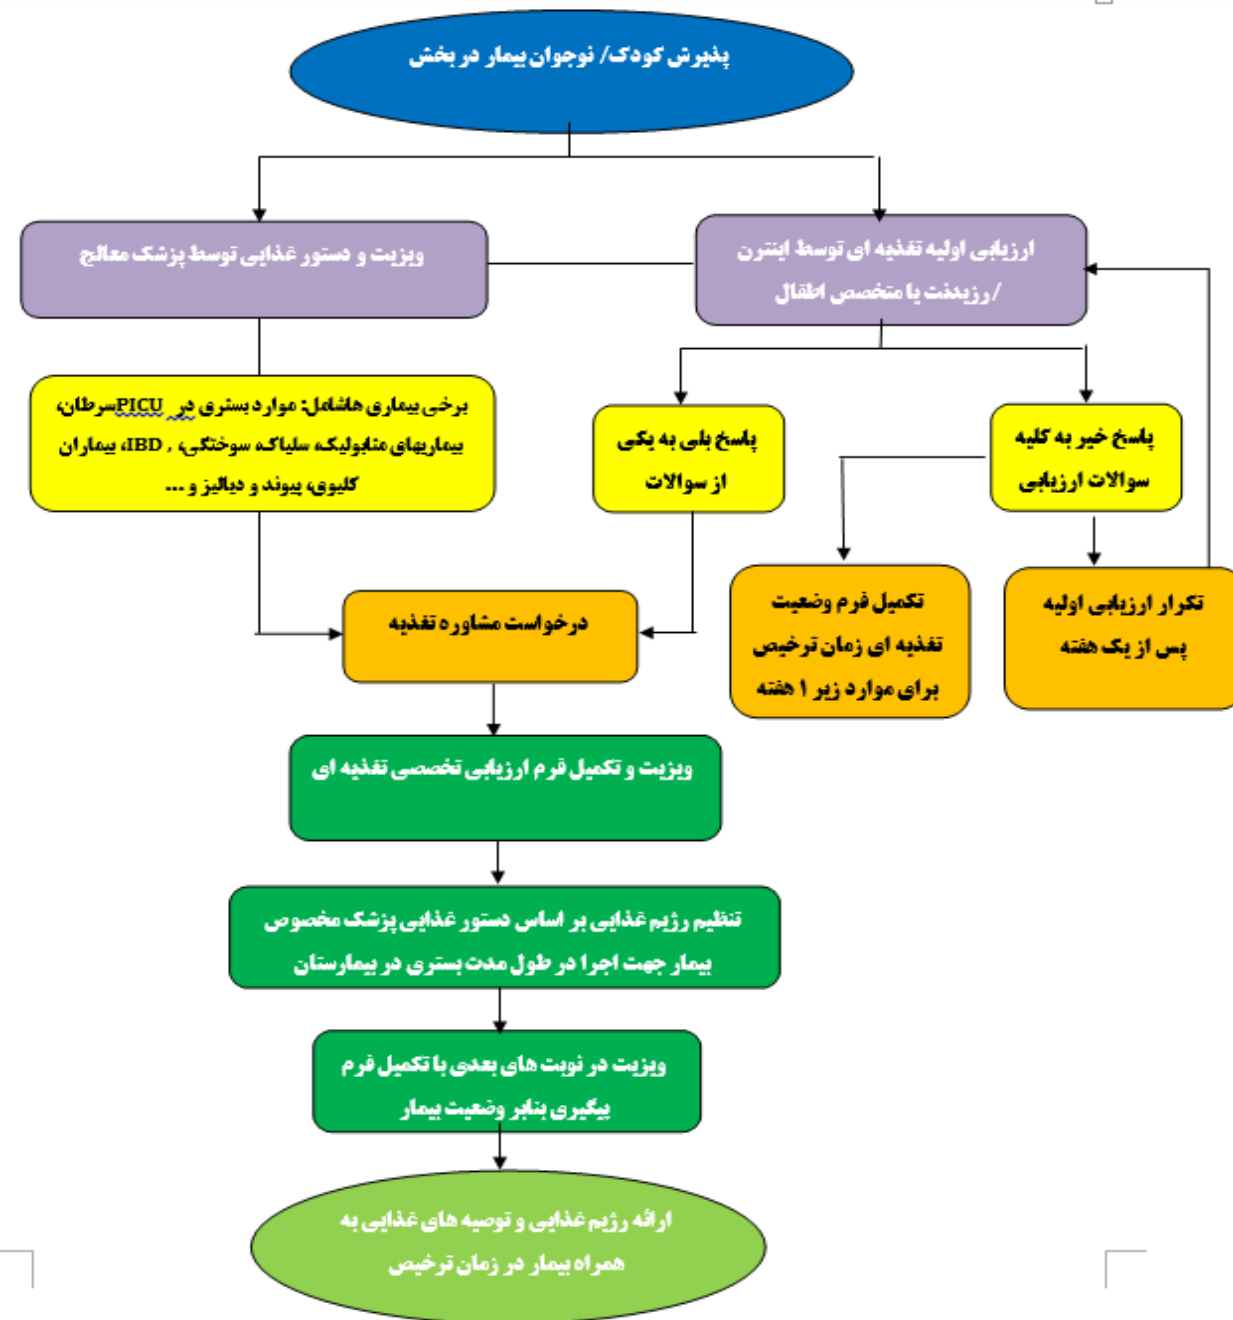 پذیرش کودک/ نوجوان بیمار در بخش
ارزیابی اولیه تغذیه ای توسط اینترن
/رزیدنت یا متخصص اطفال
ویزیت و دستور غذایی توسط پزشک معالج
پاسخ خیر به کلیه
سوالات ارزیابی
پاسخ بلی به یکی
از سوالات
برخی بیماری هاشامل: موارد بستری در PICUسرطان،
بیماریهای متابولیک، سلیاک، سوختگی، , IBD، بیماران
کلیوی، پیوند و دیالیز و ...
تکرار ارزیابی اولیه
پس از یک هفته
تکمیل فرم وضعیت
تغذیه ای زمان ترخیص
برای موارد زیر ۱ هفته
درخواست مشاوره تغذیه
ویزیت و تکمیل فرم ارزیابی تخصصی تغذیه ای
تنظیم رژیم غذایی بر اساس دستور غذایی پزشک مخصوص
بیمار جهت اجرا در طول مدت بستری در بیمارستان
ویزیت در نوبت های بعدی با تکمیل فرم
پیگیری بنابر وضعیت بیمار
ارائه رژیم غذایی و توصیه های غذایی به
همراه بیمار در زمان ترخیص